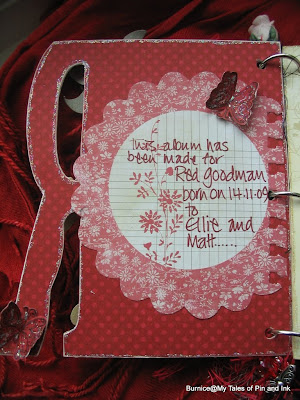 This album has
been made for
Red Goodman
born on 14.11.09
to
Ellie and
Matt.....
Burnice@My Tales of Pin and Ink